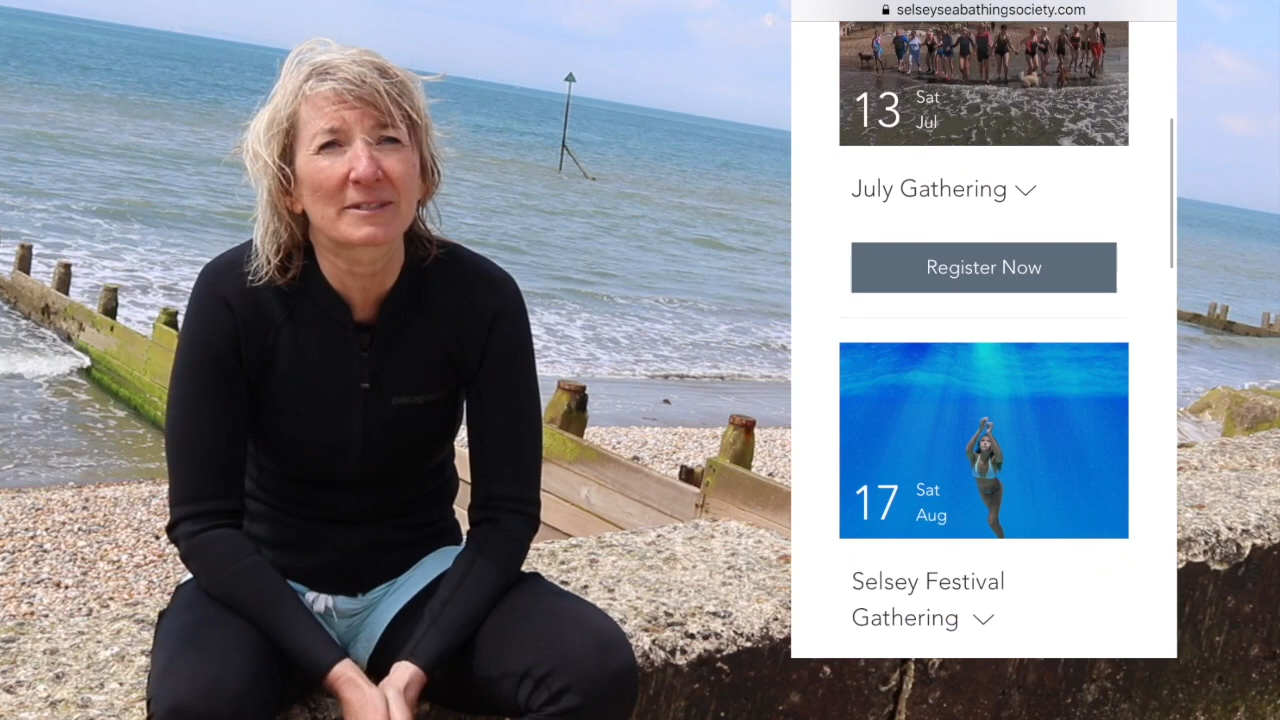 selseyseabathingsociety.com
13 Sat
Jul
July Gathering
Register Now
17 Sat
Aug
Selsey Festival
Gathering